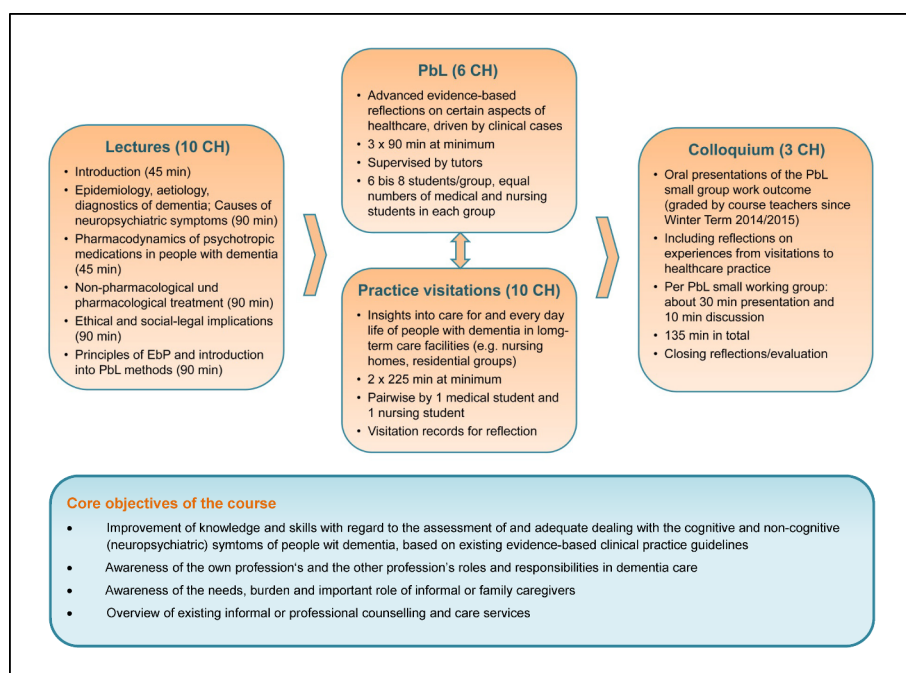 Lectures (10 CH)
• Introduction (45 min)
• Epidemiology, aetiology,
diagnostics of dementia; Causes of
neuropsychiatric symptoms (90 min)
• Pharmacodynamics of psychotropic
medications in people with dementia
(45 min)
• Non-pharmacological und
pharmacological treatment (90 min)
• Ethical and social-legal implications
(90 min)
• Principles of EbP and introduction
into PbL methods (90 min)
PbL (6 CH)
• Advanced evidence-based
reflections on certain aspects of
healthcare, driven by clinical cases
• 3 x 90 min at minimum
• Supervised by tutors
• 6 bis 8 students/group, equal
numbers of medical and nursing
students in each group
Practice visitations (10 CH)
• Insights into care for and every day
life of people with dementia in long-
term care facilities (e.g. nursing
homes, residential groups)
• 2 x 225 min at minimum
• Pairwise by 1 medical student and
1 nursing student
• Visitation records for reflection
Colloquium (3 CH)
• Oral presentations of the PbL
small group work outcome
(graded by course teachers since
Winter Term 2014/2015)
• Including reflections on
experiences from visitations to
healthcare practice
• Per PbL small working group:
about 30 min presentation and
10 min discussion
• 135 min in total
• Closing reflections/evaluation
Core objectives of the course
• Improvement of knowledge and skills with regard to the assessment of and adequate dealing with the cognitive and non-cognitive
(neuropsychiatric) symtoms of people wit dementia, based on existing evidence-based clinical practice guidelines
• Awareness of the own profession‘s and the other profession’s roles and responsibilities in dementia care
• Awareness of the needs, burden and important role of informal or family caregivers
• Overview of existing informal or professional counselling and care services